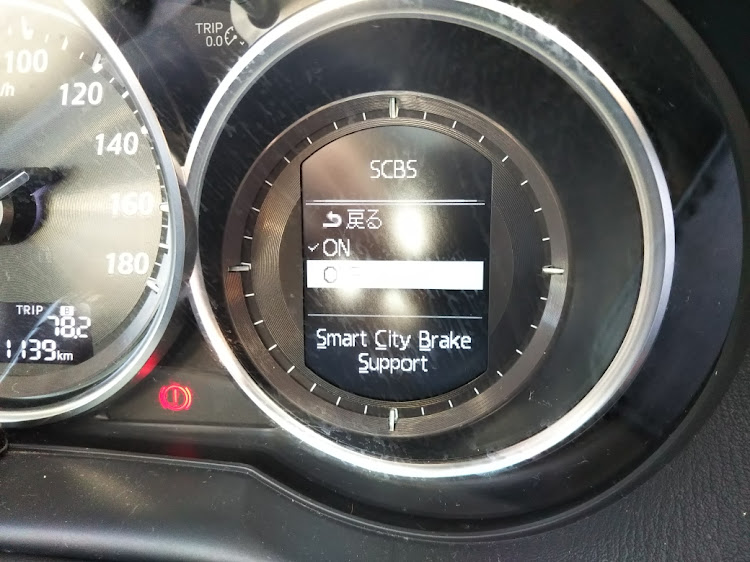 TRIP
0.0
100
km/h
120
140
160
180
TRIP B
78.2
1139km
SCBS
戻る
ON
Smart City Brake
Support